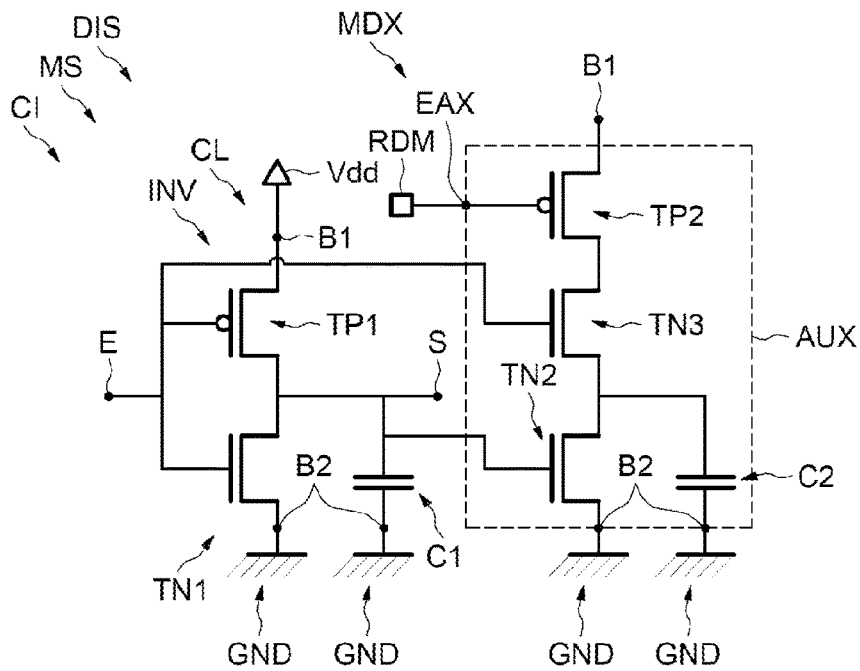 DIS
MDX
MS
B1
EAX
CI
RDM
CL
Vdd
INV
TP2
B1
TP1
TN3
E
S
AUX
TN2
B2
B2
C2
C1
TN1
GND
GND
GND
GND